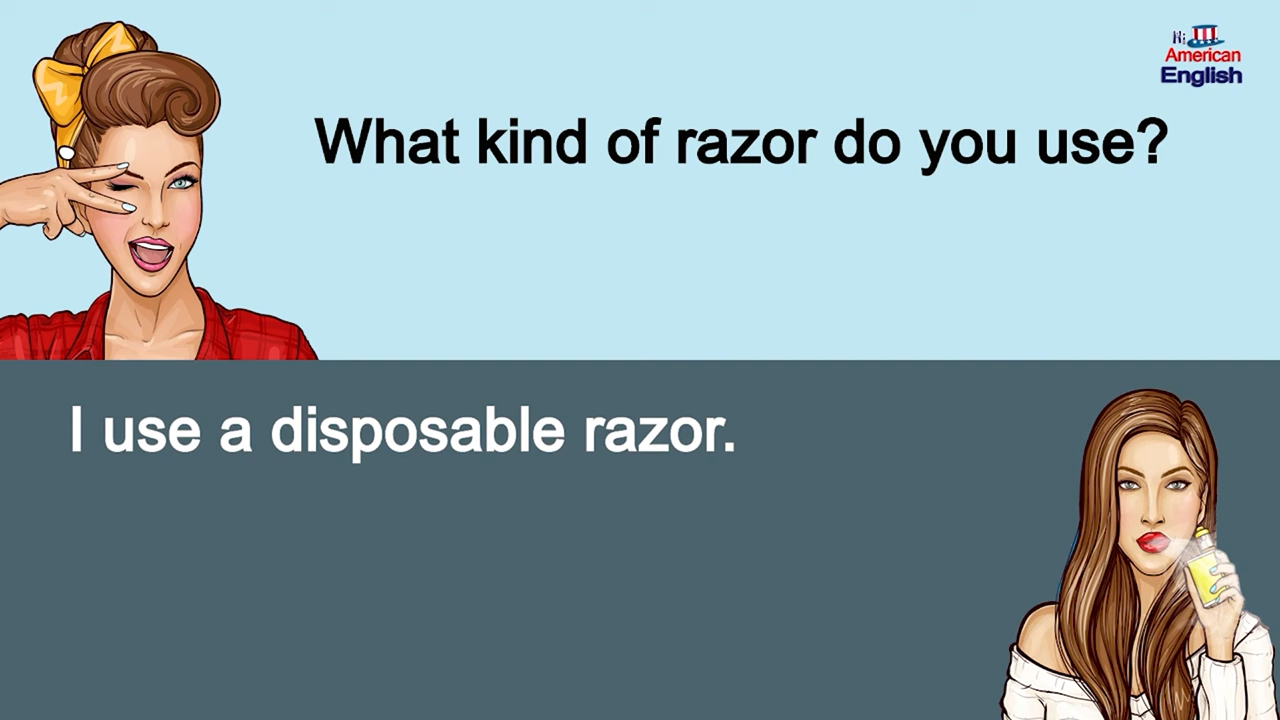 Hi
American
English
What kind of razor do you use?
I use a disposable razor.